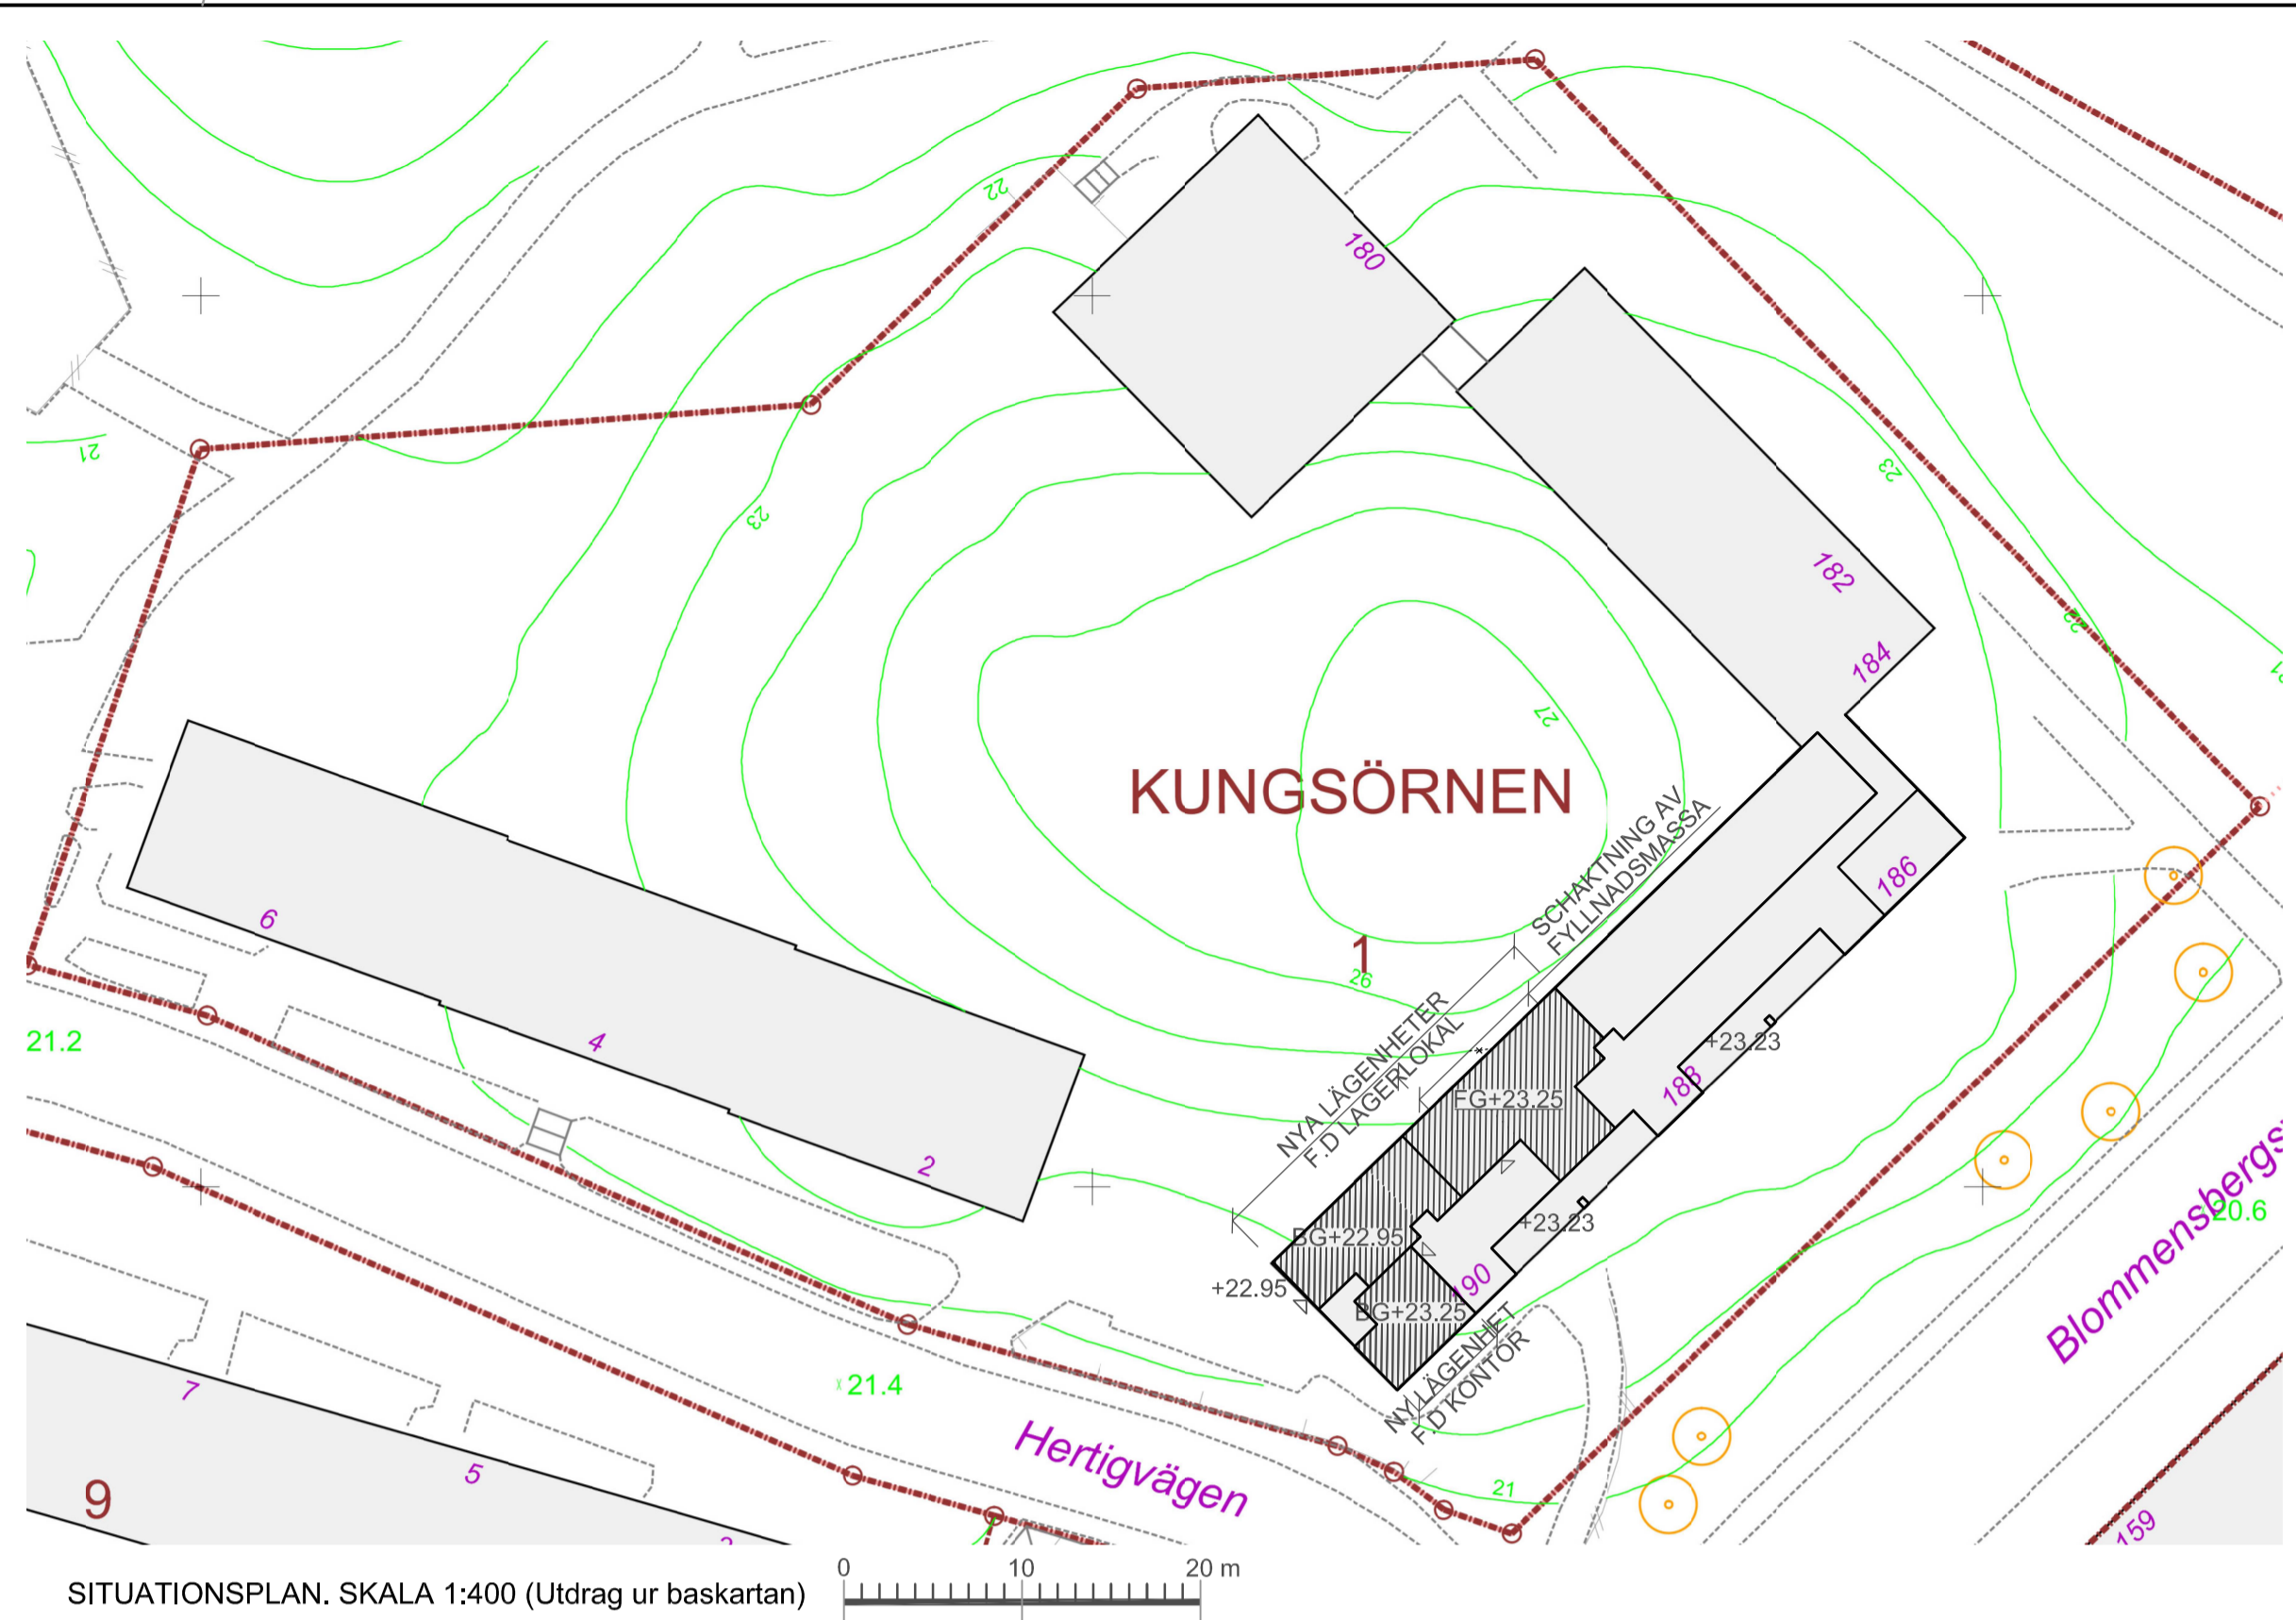 22
180
21
23
23
182
22
184
27
KUNGSÖRNEN
SCHAKTNING AV
FYLLNADSMASSA
186
6
1
26
NYA LÄGENHETER
F.D LAGERLOKAL
21.2
4
+23.23
188
FG+23.25
2
20.6
Blommensbergs
+23.23
BG+22.95
190
+22.95
BG+23.25
NY LÄGENHET
F.D KONTOR
21.4
7
Hertigvägen
5
9
21
159
0 10 20 m
SITUATIONSPLAN. SKALA 1:400 (Utdrag ur baskartan)